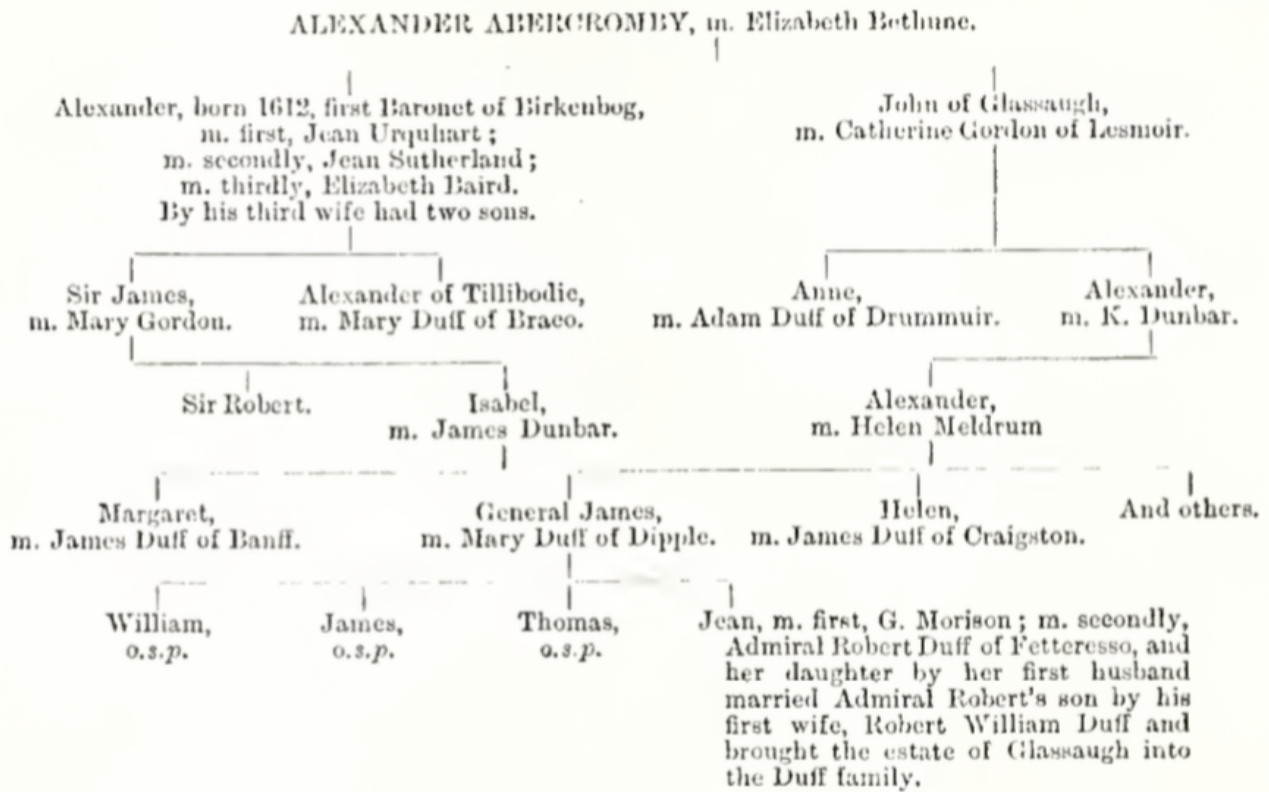 ALEXANDER ABERCROMBY, m. Elizabeth Bethune.
Alexander, born 1612, first Baronet of Birkenbog,
m. first, Jean Urquhart;
m. secondly, Jean Sutherland;
m. thirdly, Elizabeth Baird.
By his third wife had two sons.
John of Glassaugh,
m. Catherine Gordon of Lesmoir.
Sir James,
m. Mary Gordon.
Alexander of Tillibodie,
m. Mary Duff of Braco.
Anne,
m. Adam Duff of Drummuir.
Alexander,
m. K. Dunbar.
Sir Robert.
Isabel,
m. James Dunbar.
Alexander,
m. Helen Meldrum
Margaret,
m. James Duff of Banff.
General James,
m. Mary Duff of Dipple.
Helen,
m. James Duff of Craigston.
And others.
William,
o.s.p.
James,
o.s.p.
Thomas,
o.s.p.
Jean, m. first, G. Morison; m. secondly,
Admiral Robert Duff of Fetteresso, and
her daughter by her first husband
married Admiral Robert's son by his
first wife, Robert William Duff and
brought the estate of Glassaugh into
the Duff family.